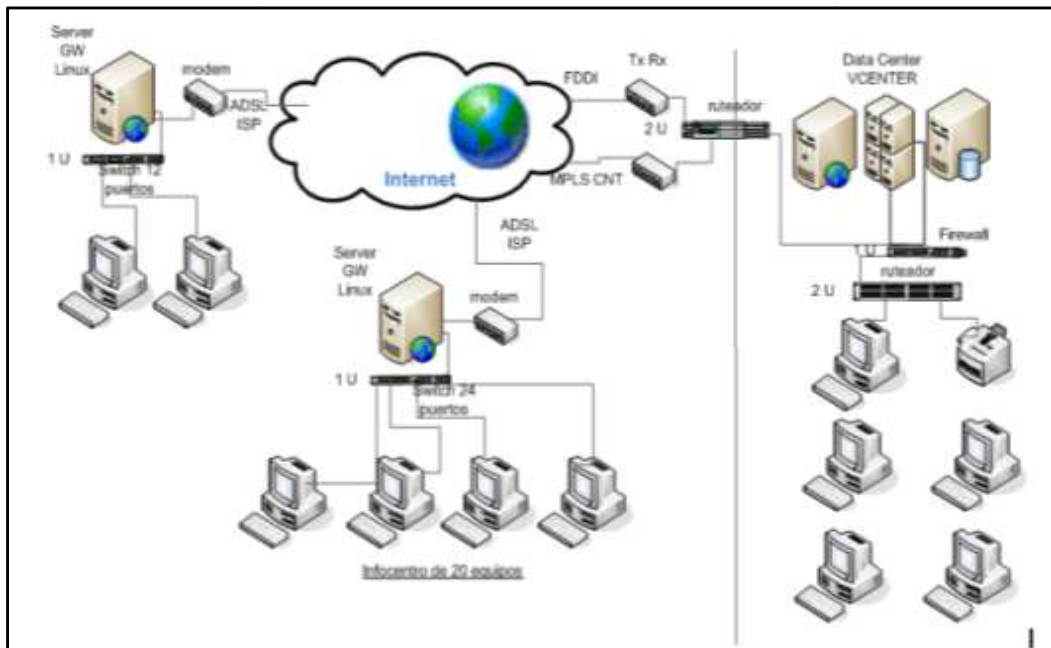 Server
GW
Linux
modem
ADSL
ISP
1 U
Switch 12
puertos
Internet
FDDI
Tx Rx
2 U
ruteador
MPLS CNT
ADSL
ISP
Server
GW
Linux
modem
1 U
Switch 24
puertos
Infocentro de 20 equipos
Data Center
VCENTER
1 U
Firewall
ruteador
2 U